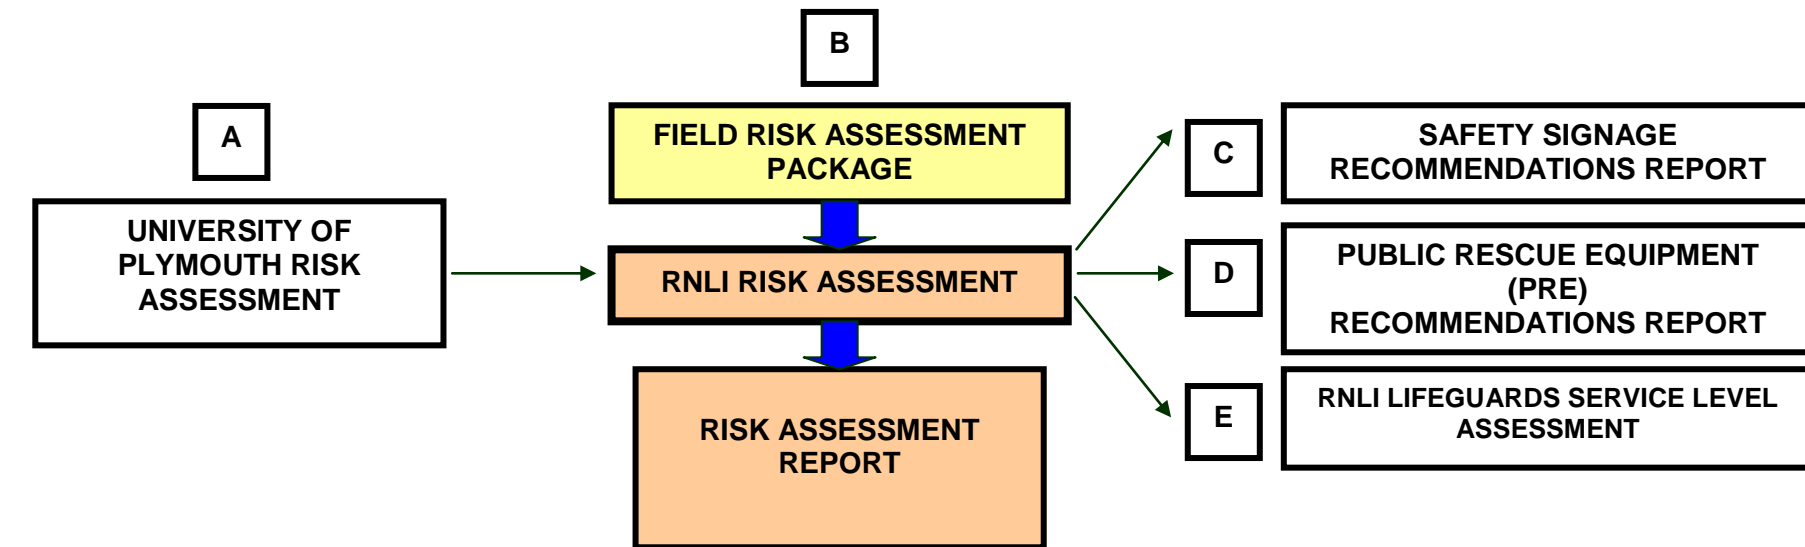 A
UNIVERSITY OF
PLYMOUTH RISK
ASSESSMENT
B
FIELD RISK ASSESSMENT
PACKAGE
RNLI RISK ASSESSMENT
RISK ASSESSMENT
REPORT
C
SAFETY SIGNAGE
RECOMMENDATIONS REPORT
D
PUBLIC RESCUE EQUIPMENT
(PRE)
RECOMMENDATIONS REPORT
E
RNLI LIFEGUARDS SERVICE LEVEL
ASSESSMENT